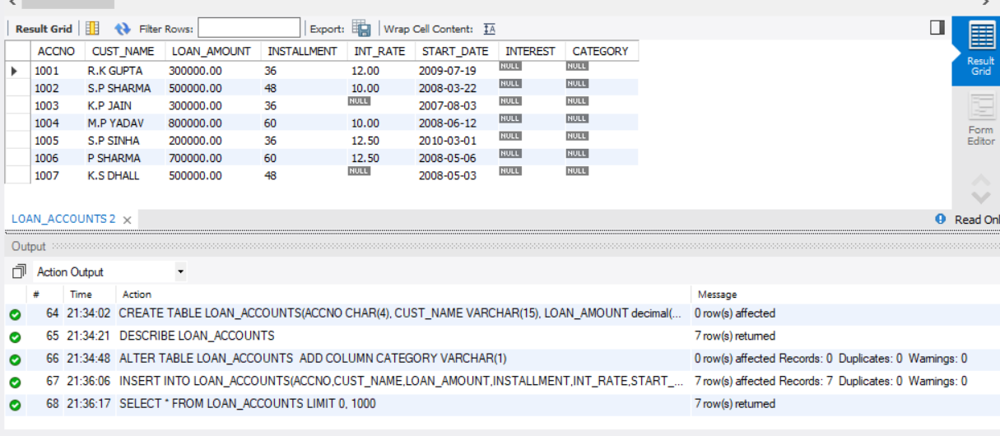 Result Grid Filter Rows: Export: Wrap Cell Content: IA
ACCNO CUST_NAME LOAN_AMOUNT INSTALLMENT INT_RATE START_DATE INTEREST CATEGORY
1001 R.K GUPTA 300000.00 36 12.00 2009-07-19 NULL NULL
1002 S.P SHARMA 500000.00 48 10.00 2008-03-22 NULL NULL
1003 K.P JAIN 300000.00 36 NULL 2007-08-03 NULL NULL
1004 M.P YADAV 800000.00 60 10.00 2008-06-12 NULL NULL
1005 S.P SINHA 200000.00 36 12.50 2010-03-01 NULL NULL
1006 P SHARMA 700000.00 60 12.50 2008-05-06 NULL NULL
1007 K.S DHALL 500000.00 48 NULL 2008-05-03 NULL NULL
Result
Grid
Form
Editor
LOAN_ACCOUNTS 2 Read Onl
Output
Action Output
# Time Action Message
64 21:34:02 CREATE TABLE LOAN_ACCOUNTS(ACCNO CHAR(4), CUST_NAME VARCHAR(15), LOAN_AMOUNT decimal(... 0 row(s) affected
65 21:34:21 DESCRIBE LOAN_ACCOUNTS 7 row(s) returned
66 21:34:48 ALTER TABLE LOAN_ACCOUNTS ADD COLUMN CATEGORY VARCHAR(1) 0 row(s) affected Records: 0 Duplicates: 0 Warnings: 0
67 21:36:06 INSERT INTO LOAN_ACCOUNTS(ACCNO,CUST_NAME,LOAN_AMOUNT,INSTALLMENT,INT_RATE,START_... 7 row(s) affected Records: 7 Duplicates: 0 Warnings: 0
68 21:36:17 SELECT * FROM LOAN_ACCOUNTS LIMIT 0, 1000 7 row(s) returned